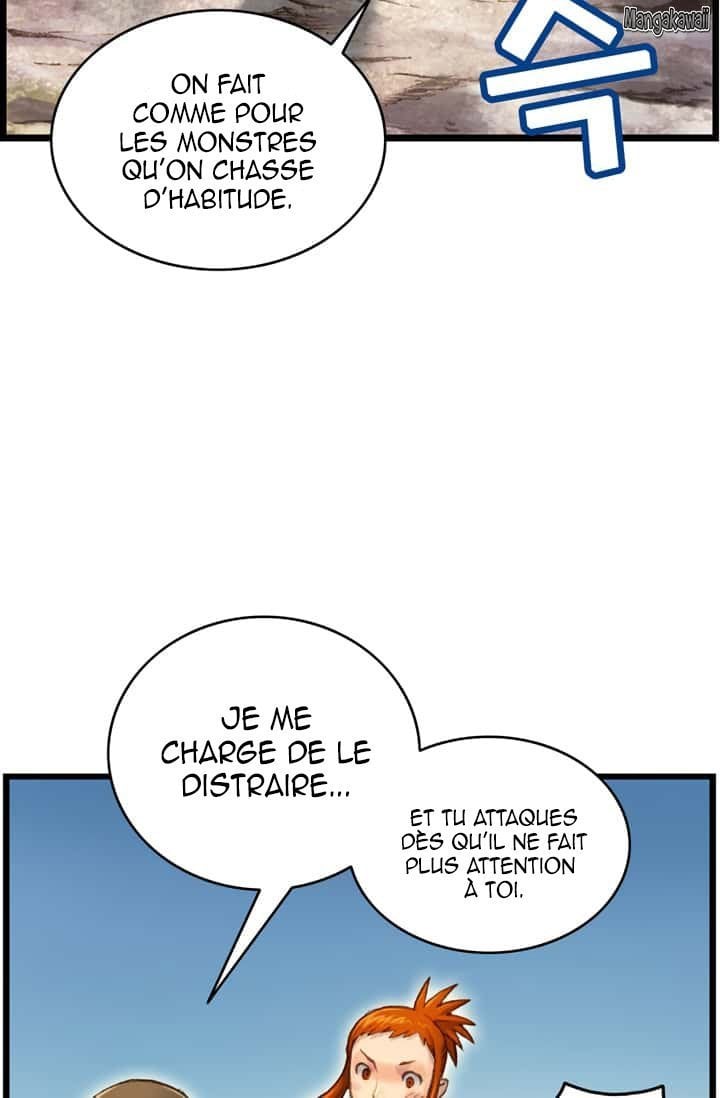 Mangakawaii
슥
ON FAIT
COMME POUR
LES MONSTRES
QU'ON CHASSE
D'HABITUDE.
JE ME
CHARGE DE LE
DISTRAIRE...
ET TU ATTAQUES
DÈS QU'IL NE FAIT
PLUS ATTENTION
À TOI.